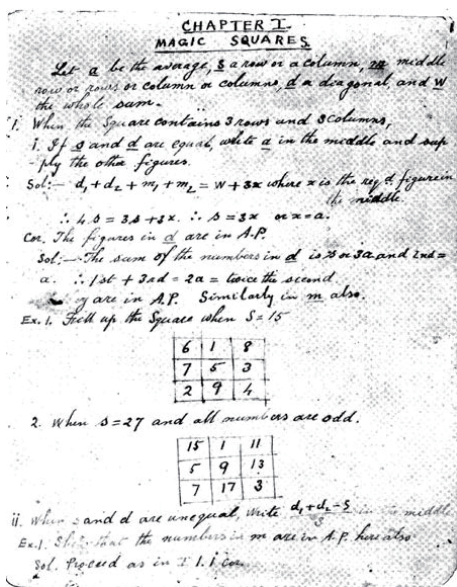 CHAPTER I.
MAGIC SQUARES
Let a be the average, s a row or a column, m middle
row or rows or column or columns, d a diagonal, and W
the whole sum.
1. When the Square contains 3 rows and 3 columns,
i. If s and d are equal, write a in the middle and sup
-ply the other figures.
Sol:— d₁ + d₂ + m₁ + m₂ = W + 3x where x is the reqd figure in
the middle.
∴ 4s = 3s + 3x. ∴ s = 3x or x = a.
Cor. The figures in d are in A.P.
Sol:— The sum of the numbers in d is s or 3a and 2nd =
a. ∴ 1st + 3rd = 2a = twice the second
are in A.P. Similarly in m also.
Ex. 1. Fill up the Square when S = 15
6 1 8
7 5 3
2 9 4
2. When s = 27 and all numbers are odd.
15 1 11
5 9 13
7 17 3
ii. When s and d are unequal, write d₁ + d₂ - S / 3 in the middle
Ex. 1. Show that the numbers in m are in A.P. here also
Sol. Proceed as in I 1. i Cor.